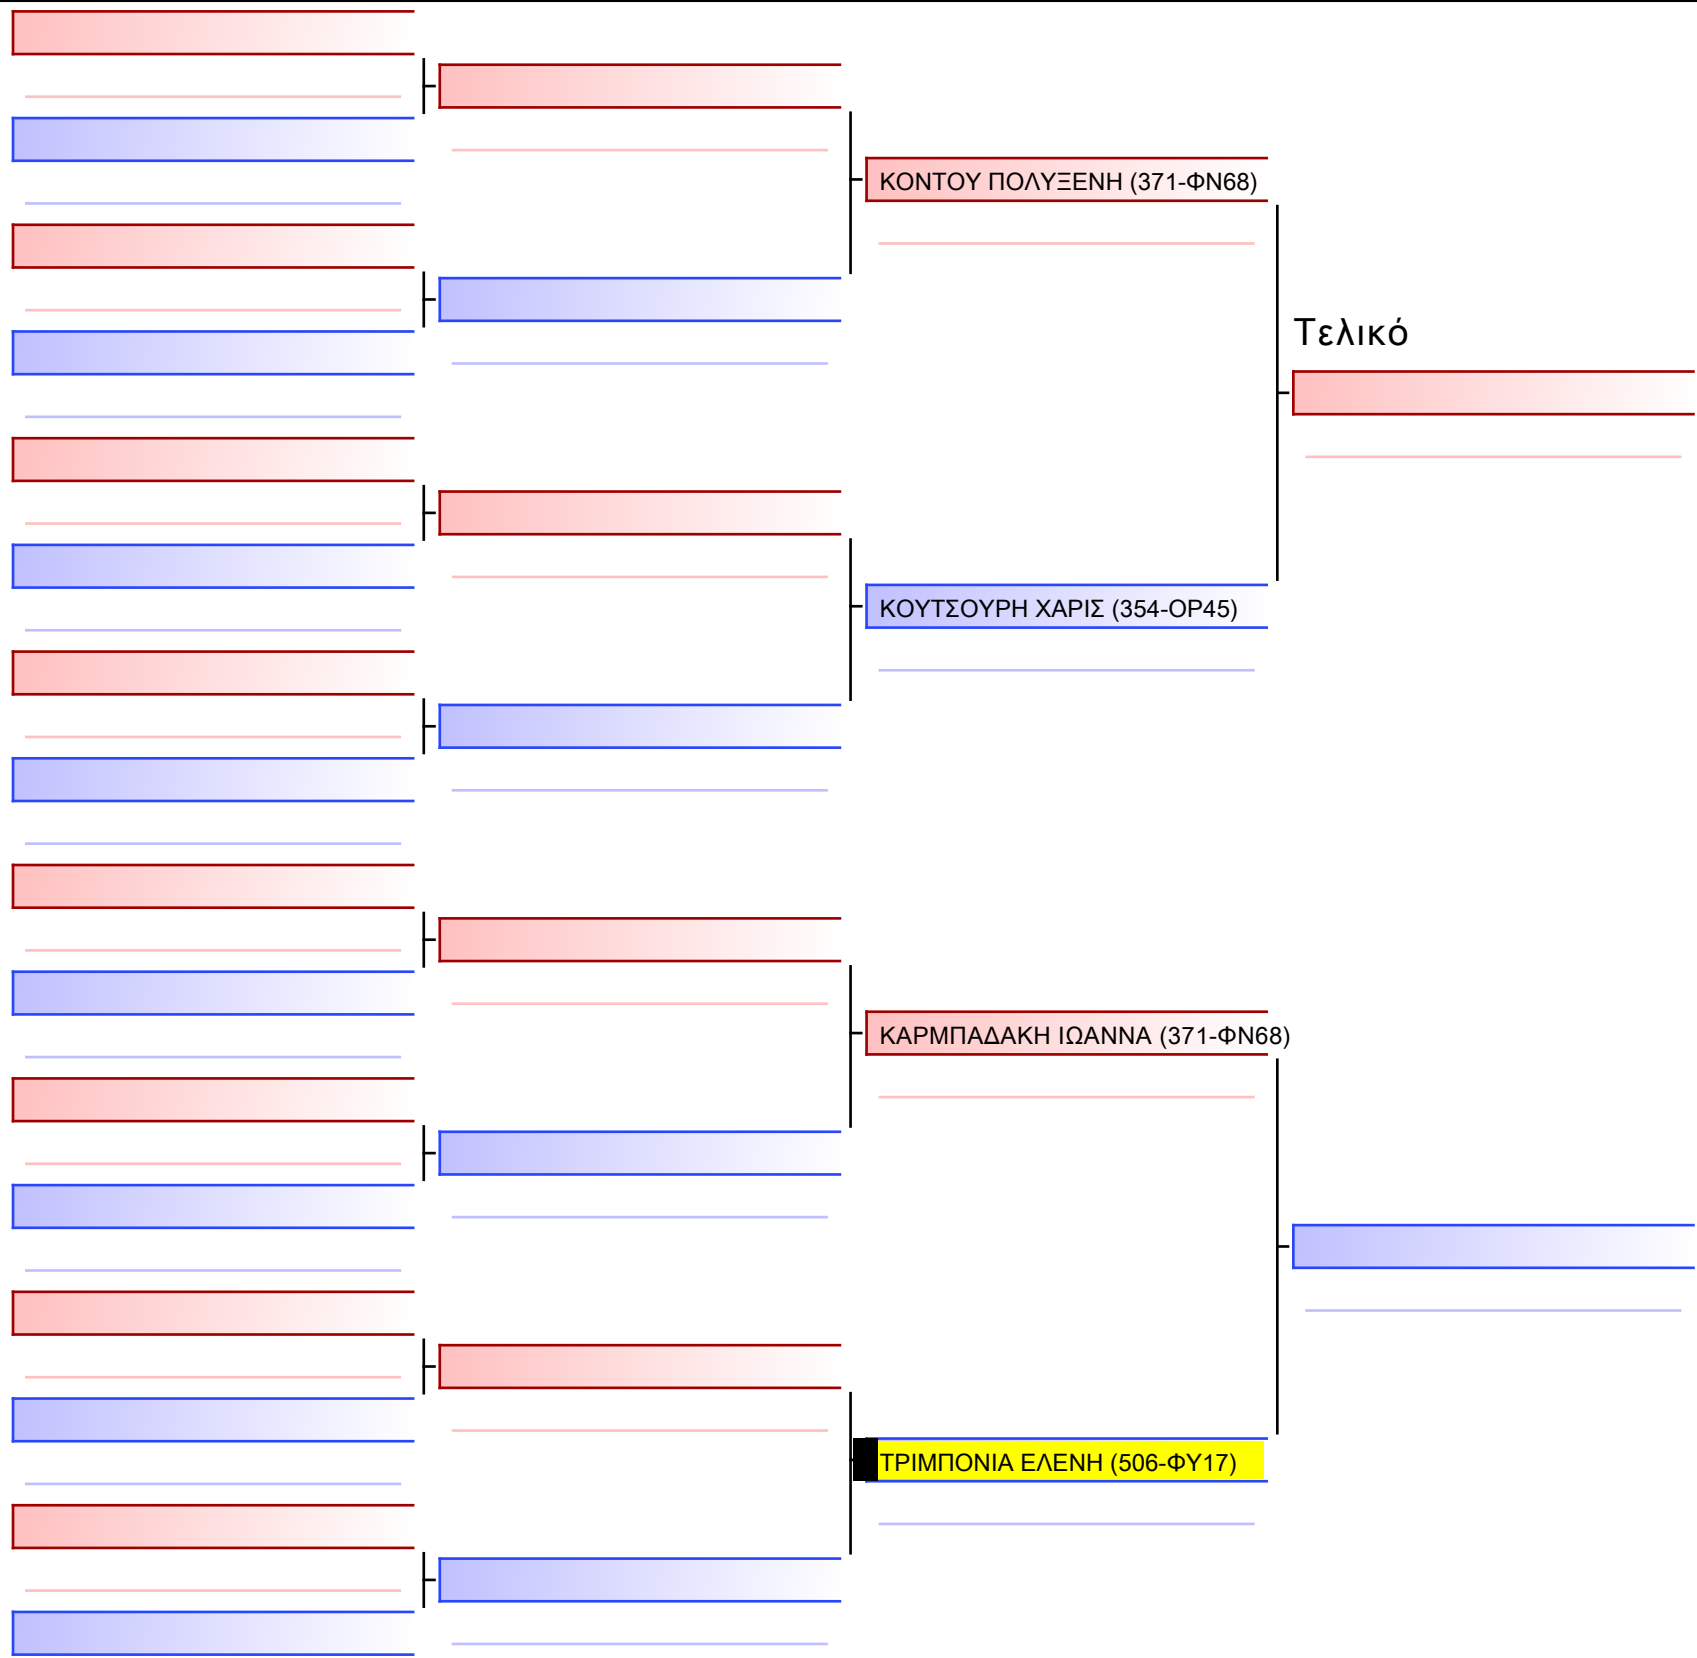 ΚΟΝΤΟΥ ΠΟΛΥΞΕΝΗ (371-ΦΝ68)
Τελικό
ΚΟΥΤΣΟΥΡΗ ΧΑΡΙΣ (354-ΟΡ45)
ΚΑΡΜΠΑΔΑΚΗ ΙΩΑΝΝΑ (371-ΦΝ68)
ΤΡΙΜΠΟΝΙΑ ΕΛΕΝΗ (506-ΦΥ17)